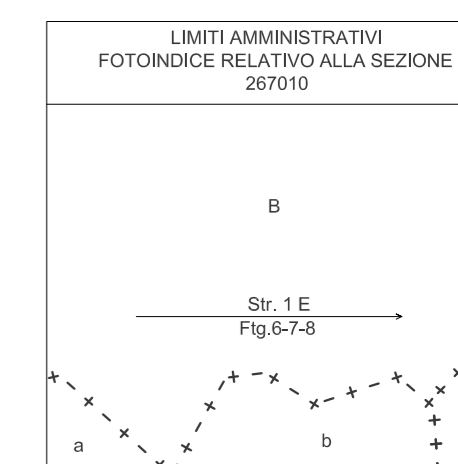 LIMITI AMMINISTRATIVI
FOTOINDICE RELATIVO ALLA SEZIONE
267010
B
Str. 1 E
Ftg.6-7-8
a
b